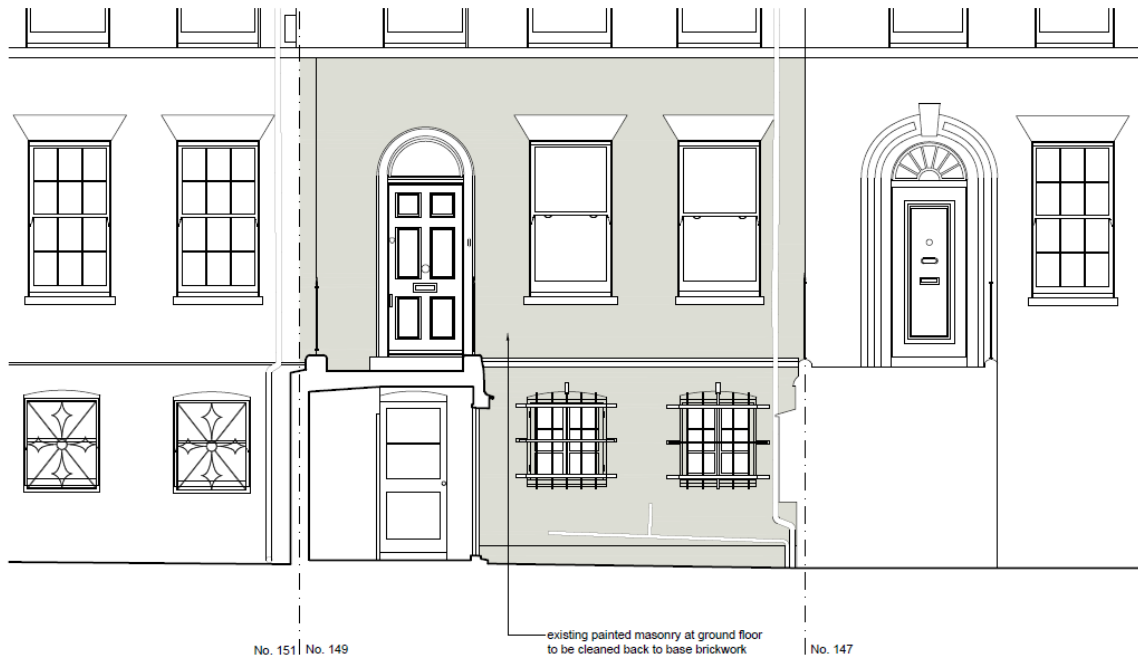 existing painted masonry at ground floor
to be cleaned back to base brickwork
No. 151 No. 149
No. 147